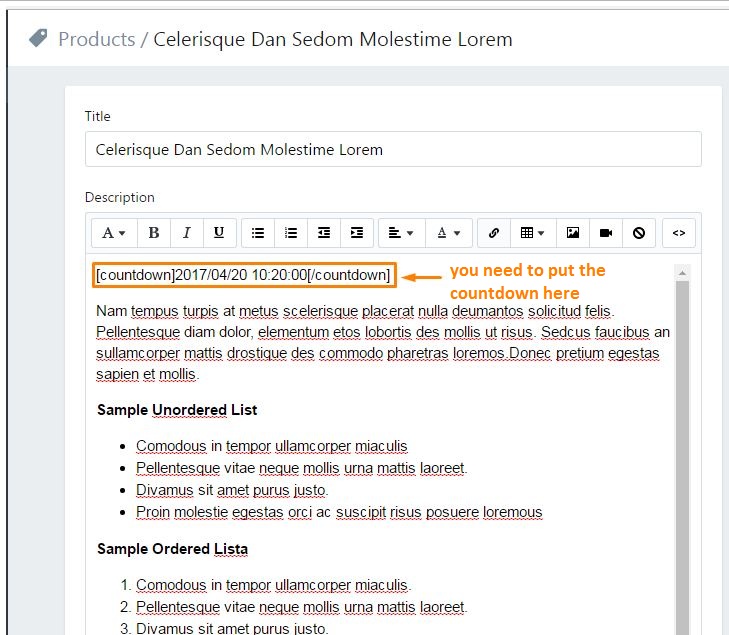 Products / Celerisque Dan Sedom Molestime Lorem
Title
Celerisque Dan Sedom Molestime Lorem
Description
A B I U A <>
[countdown]2017/04/20 10:20:00[/countdown]
you need to put the
countdown here
Nam tempus turpis at metus scelerisque placerat nulla deumantos solicitud felis.
Pellentesque diam dolor, elementum etos lobortis des mollis ut risus. Sedcus faucibus an
sullamcorper mattis drostique des commodo pharetras loremos.Donec pretium egestas
sapien et mollis.
Sample Unordered List
• Comodous in tempor ullamcorper miaculis
• Pellentesque vitae neque mollis urna mattis laoreet.
• Divamus sit amet purus justo.
• Proin molestie egestas orci ac suscipit risus posuere loremous
Sample Ordered Lista
1. Comodous in tempor ullamcorper miaculis.
2. Pellentesque vitae neque mollis urna mattis laoreet.
3. Divamus sit amet purus justo.